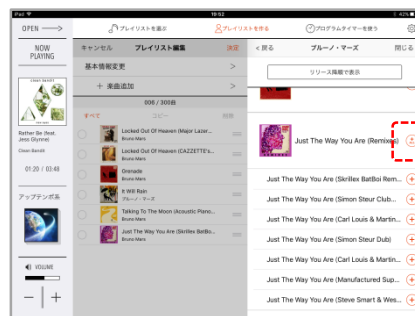 iPad
19:52
42%
OPEN
プレイリストを選ぶ
プレイリストを作る
プログラムタイマーを使う
NOW
PLAYING
CLEAN BANDIT
Rather Be (feat.
Jess Glynne)
Clean Bandit
01:20 / 03:48
アップテンポ系
VOLUME
キャンセル
プレイリスト編集
決定
基本情報変更
>
+ 楽曲追加
>
006 / 300曲
すべて
コピー
削除
Locked Out Of Heaven (Major Lazer...
Bruno Mars
Locked Out Of Heaven (CAZZETTE's...
Bruno Mars
Grenade
Bruno Mars
It Will Rain
ブルーノ・マーズ
Talking To The Moon (Acoustic Piano...
Bruno Mars
Just The Way You Are (Skrillex BatBo...
Bruno Mars
< 戻る
ブルーノ・マーズ
閉じる
リリース降順で表示
Just The Way You Are (Remixes)
Just The Way You Are (Skrillex BatBoi Rem...
Just The Way You Are (Simon Steur Club...
Just The Way You Are (Carl Louis & Martin...
Just The Way You Are (Simon Steur Dub)
Just The Way You Are (Carl Louis & Martin...
Just The Way You Are (Manufactured Sup...
Just The Way You Are (Steve Smart & Wes...